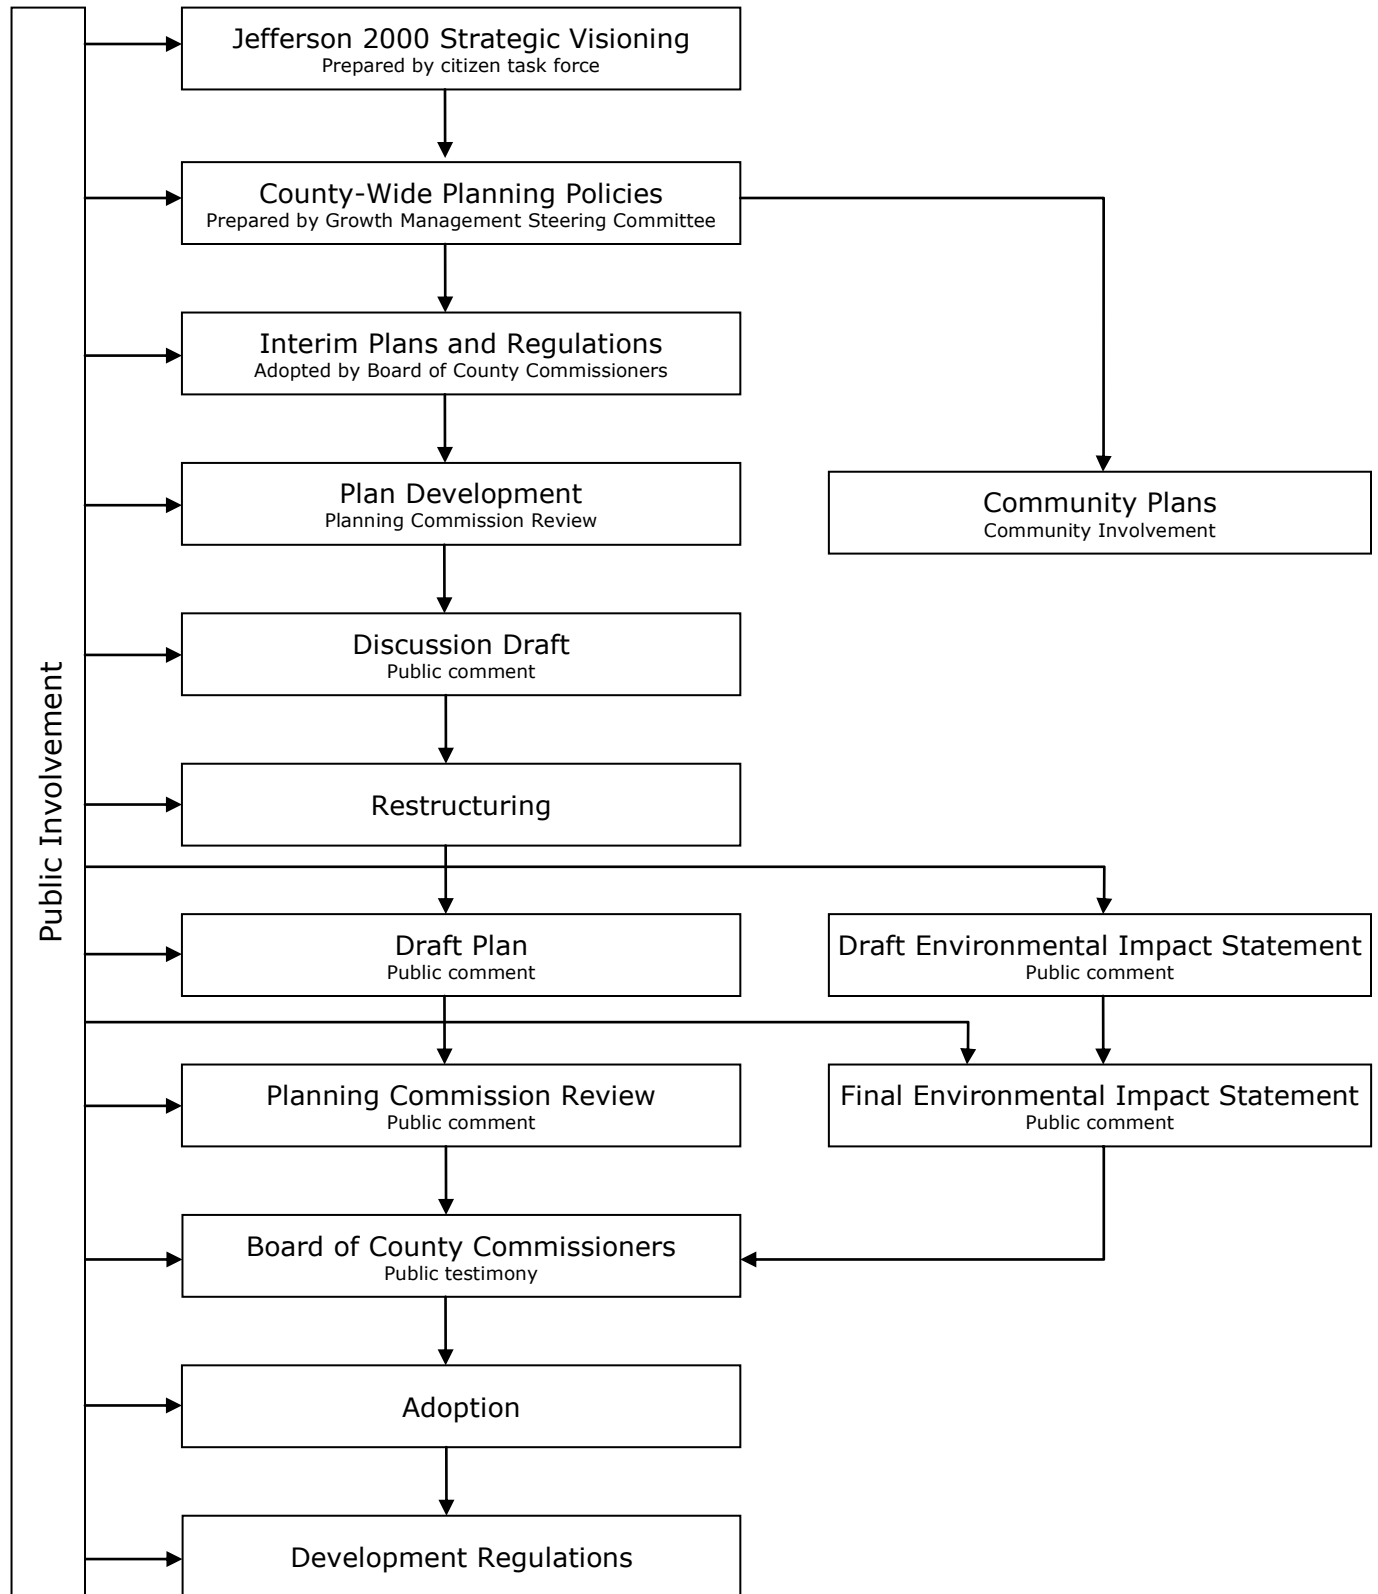 Jefferson 2000 Strategic Visioning
Prepared by citizen task force
County-Wide Planning Policies
Prepared by Growth Management Steering Committee
Interim Plans and Regulations
Adopted by Board of County Commissioners
Plan Development
Planning Commission Review
Community Plans
Community Involvement
Discussion Draft
Public comment
Public Involvement
Restructuring
Draft Plan
Public comment
Draft Environmental Impact Statement
Public comment
Planning Commission Review
Public comment
Final Environmental Impact Statement
Public comment
Board of County Commissioners
Public testimony
Adoption
Development Regulations